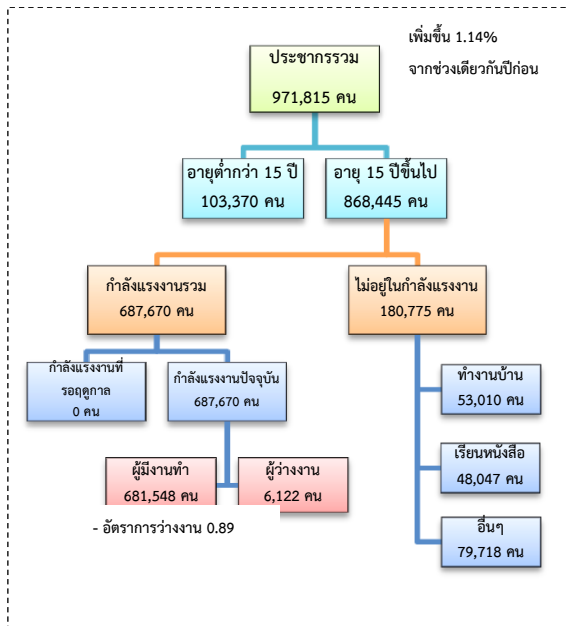 เพิ่มขึ้น 1.14%
จากช่วงเดียวกันปีก่อน
ประชากรรวม
971,815 คน
อายุต่ำกว่า 15 ปี
103,370 คน
อายุ 15 ปีขึ้นไป
868,445 คน
กำลังแรงงานรวม
687,670 คน
ไม่อยู่ในกำลังแรงงาน
180,775 คน
กำลังแรงงานที่
รอฤดูกาล
0 คน
กำลังแรงงานปัจจุบัน
687,670 คน
ทำงานบ้าน
53,010 คน
เรียนหนังสือ
48,047 คน
อื่นๆ
79,718 คน
ผู้มีงานทำ
681,548 คน
ผู้ว่างงาน
6,122 คน
- อัตราการว่างงาน 0.89